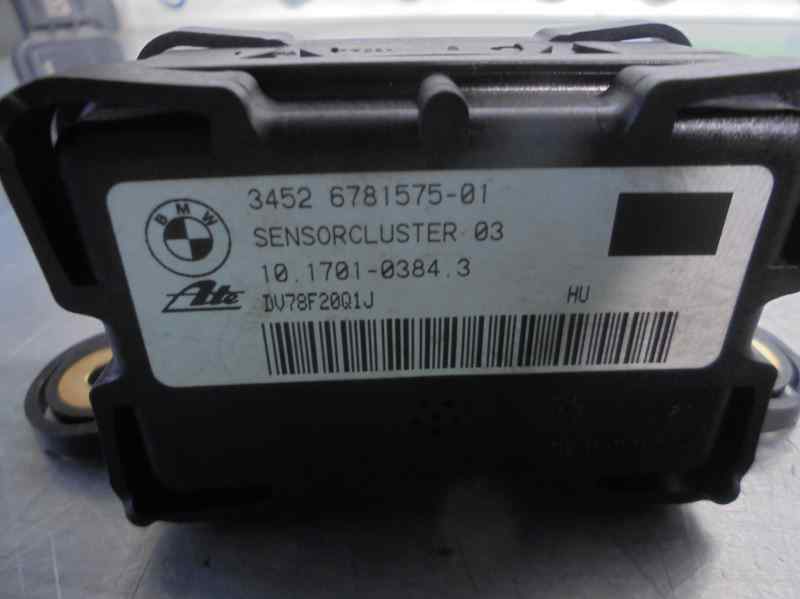 BMW
3452 6781575-01
SENSORCLUSTER 03
10.1701-0384.3
Ate
DV78F20Q1J HU